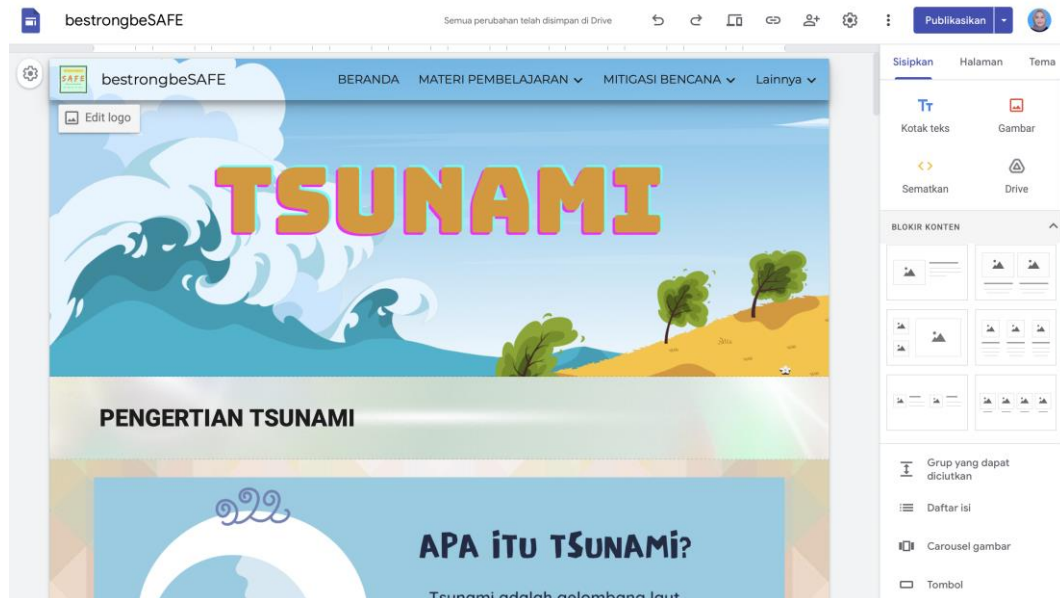 bestrongbeSAFE
Semua perubahan telah disimpan di Drive
Publikasikan
SAFE
bestrongbeSAFE
BERANDA MATERI PEMBELAJARAN MITIGASI BENCANA Lainnya
Edit logo
TSUNAMI
PENGERTIAN TSUNAMI
APA iTU TSUNAMi?
Tsunami adalah gelombang laut
Sisipkan Halaman Tema
Kotak teks Gambar
Sematkan Drive
BLOKIR KONTEN
Grup yang dapat
diciutkan
Daftar isi
Carousel gambar
Tombol